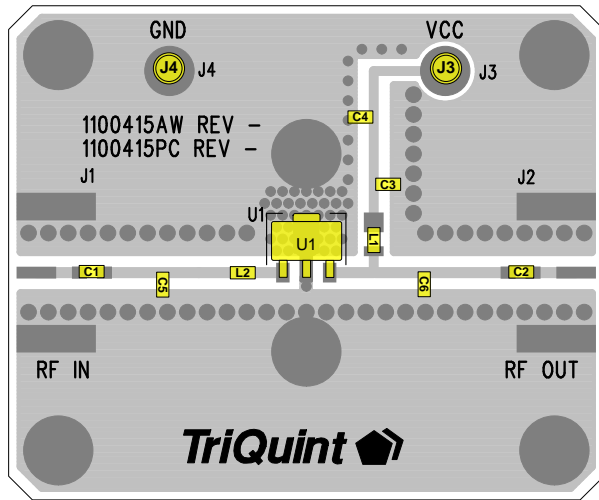 GND
VCC
J4
J4
J3
J3
C4
1100415AW REV -
1100415PC REV -
J1
C3
J2
U1
U1
L1
C1
C5
L2
C6
C2
RF IN
RF OUT
TriQuint